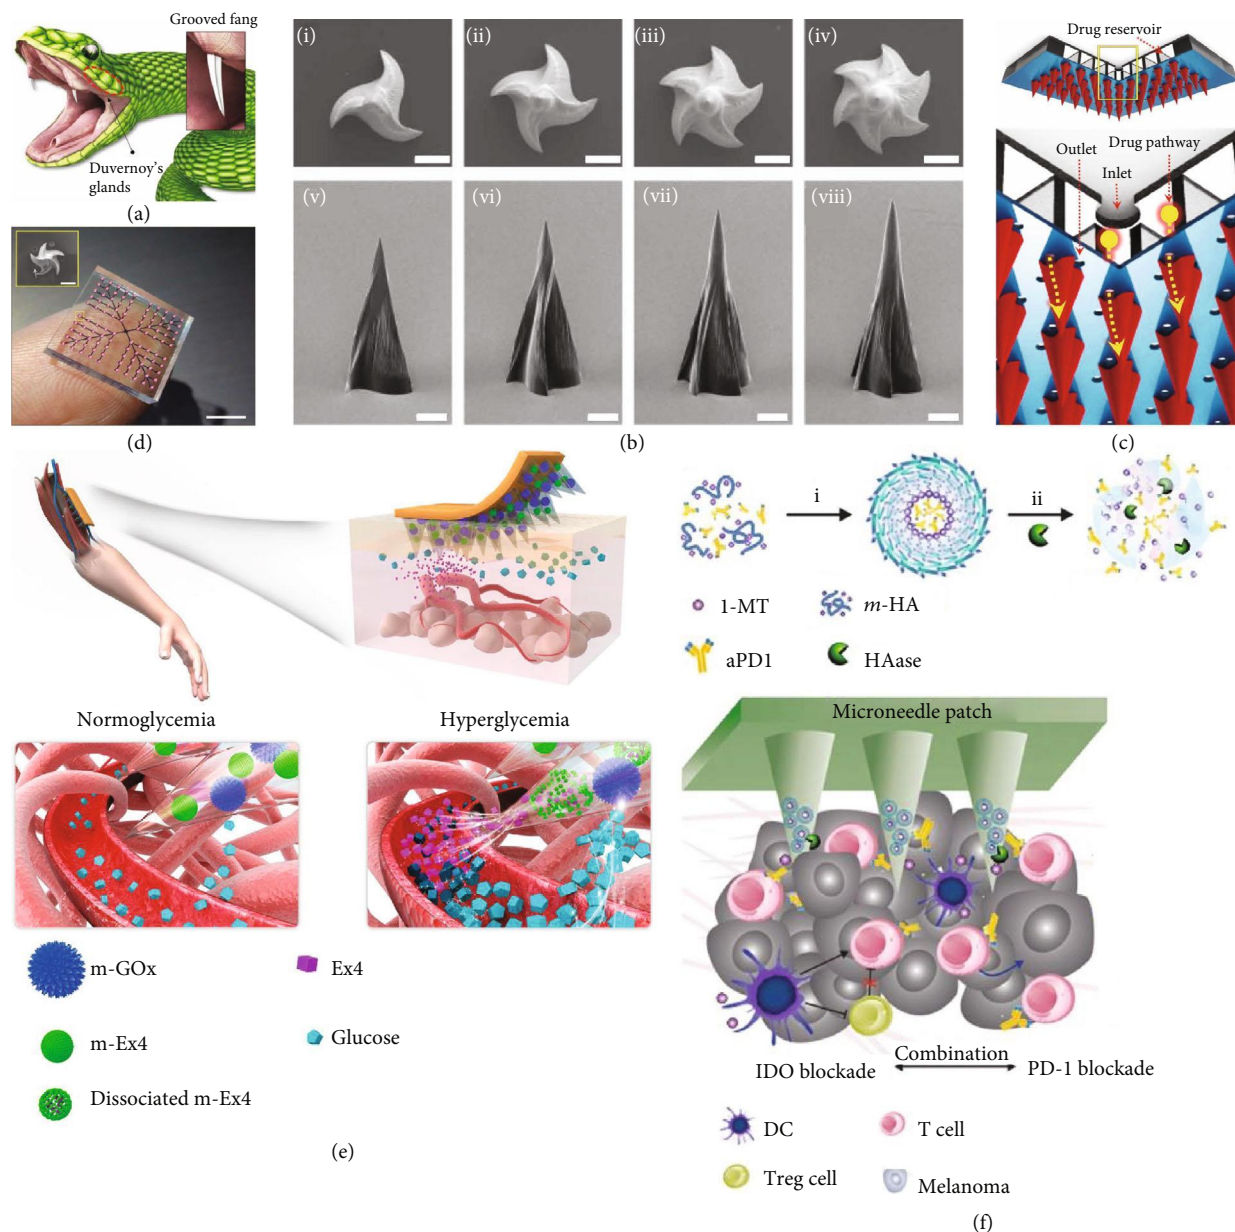 Grooved fang
Duvernoy's
glands
(a)
(i)
(ii)
(iii)
(iv)
(v)
(vi)
(vii)
(viii)
(b)
Drug reservoir
Outlet
Drug pathway
Inlet
(c)
(d)
Normoglycemia
Hyperglycemia
m-GOx
Ex4
m-Ex4
Glucose
Dissociated m-Ex4
(e)
i
ii
1-MT
m-HA
aPD1
HAase
Microneedle patch
IDO blockade
Combination
PD-1 blockade
DC
T cell
Treg cell
Melanoma
(f)